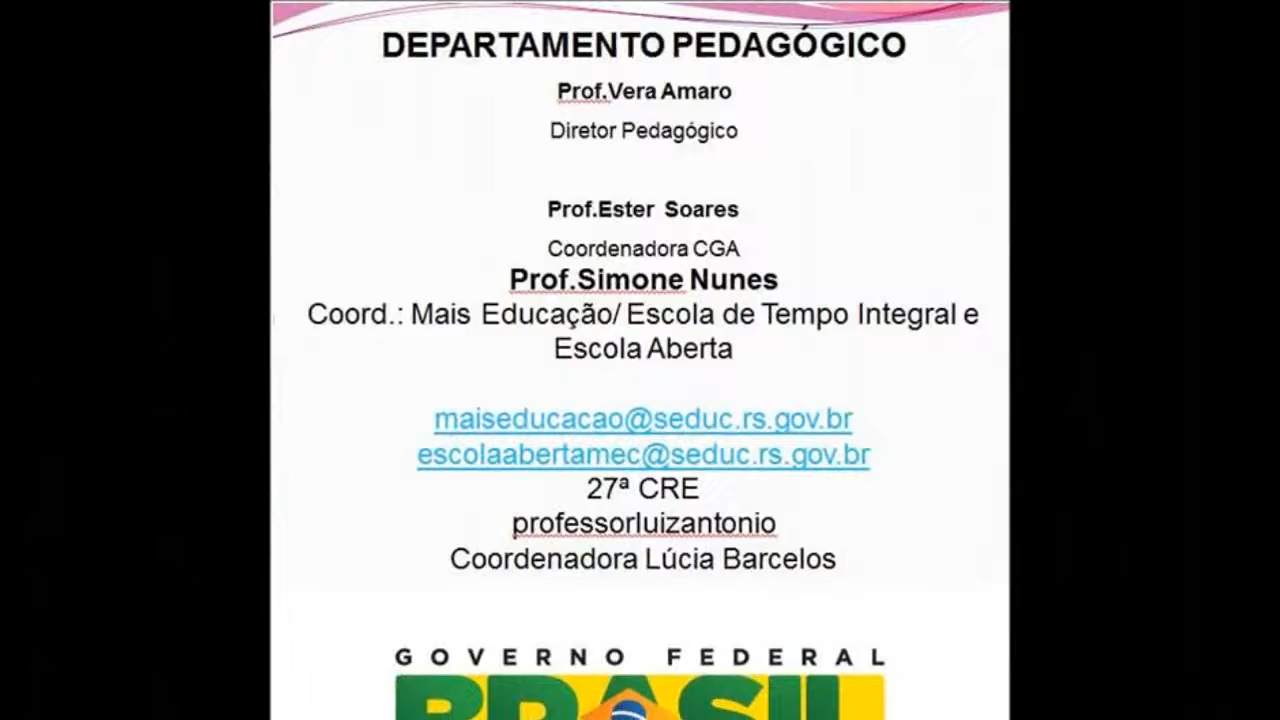 DEPARTAMENTO PEDAGÓGICO
Prof.Vera Amaro
Diretor Pedagógico
Prof.Ester Soares
Coordenadora CGA
Prof.Simone Nunes
Coord.: Mais Educação/ Escola de Tempo Integral e
Escola Aberta
maiseducacao@seduc.rs.gov.br
escolaabertamec@seduc.rs.gov.br
27ª CRE
professorluizantonio
Coordenadora Lúcia Barcelos
GOVERNO FEDERAL
BRASIL